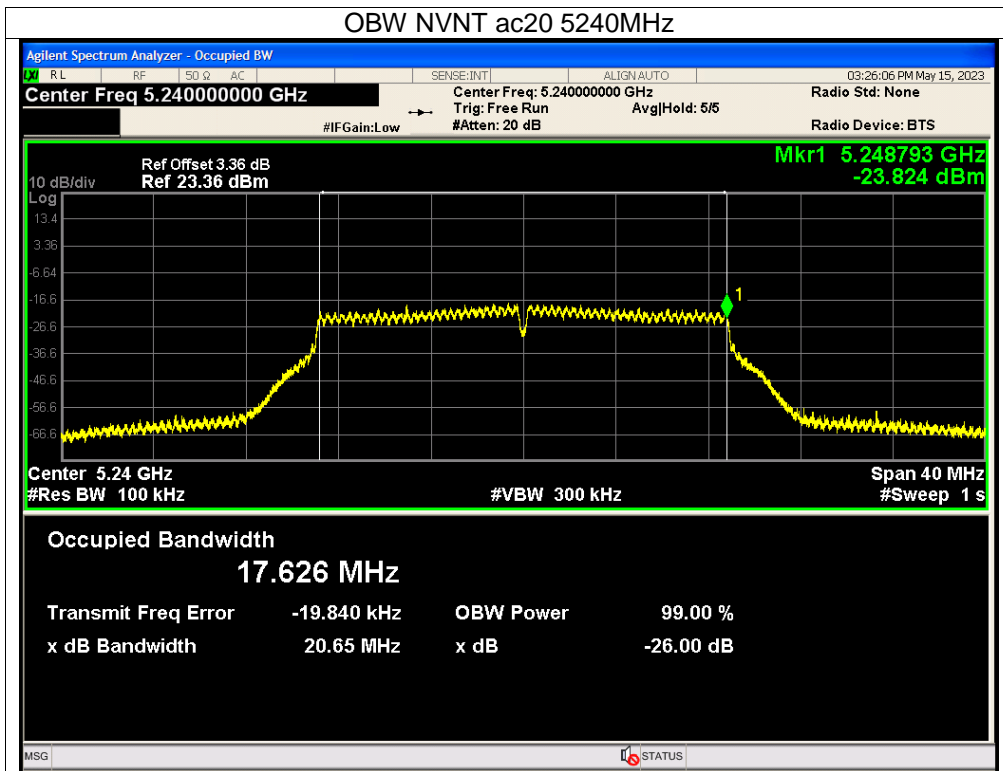 OBW NVNT ac20 5240MHz
Agilent Spectrum Analyzer - Occupied BW
LXI RL RF 50 Ω AC SENSE:INT ALIGN AUTO 03:26:06 PM May 15, 2023
Center Freq 5.240000000 GHz Center Freq: 5.240000000 GHz Radio Std: None
Trig: Free Run Avg|Hold: 5/5
#IFGain:Low #Atten: 20 dB Radio Device: BTS
Mkr1 5.248793 GHz
Ref Offset 3.36 dB
10 dB/div Ref 23.36 dBm -23.824 dBm
Log
13.4
3.36
-6.64
1
-16.6
-26.6
-36.6
-46.6
-56.6
-66.6
Center 5.24 GHz Span 40 MHz
#Res BW 100 kHz #VBW 300 kHz #Sweep 1 s
Occupied Bandwidth
17.626 MHz
Transmit Freq Error -19.840 kHz OBW Power 99.00 %
x dB Bandwidth 20.65 MHz x dB -26.00 dB
MSG STATUS